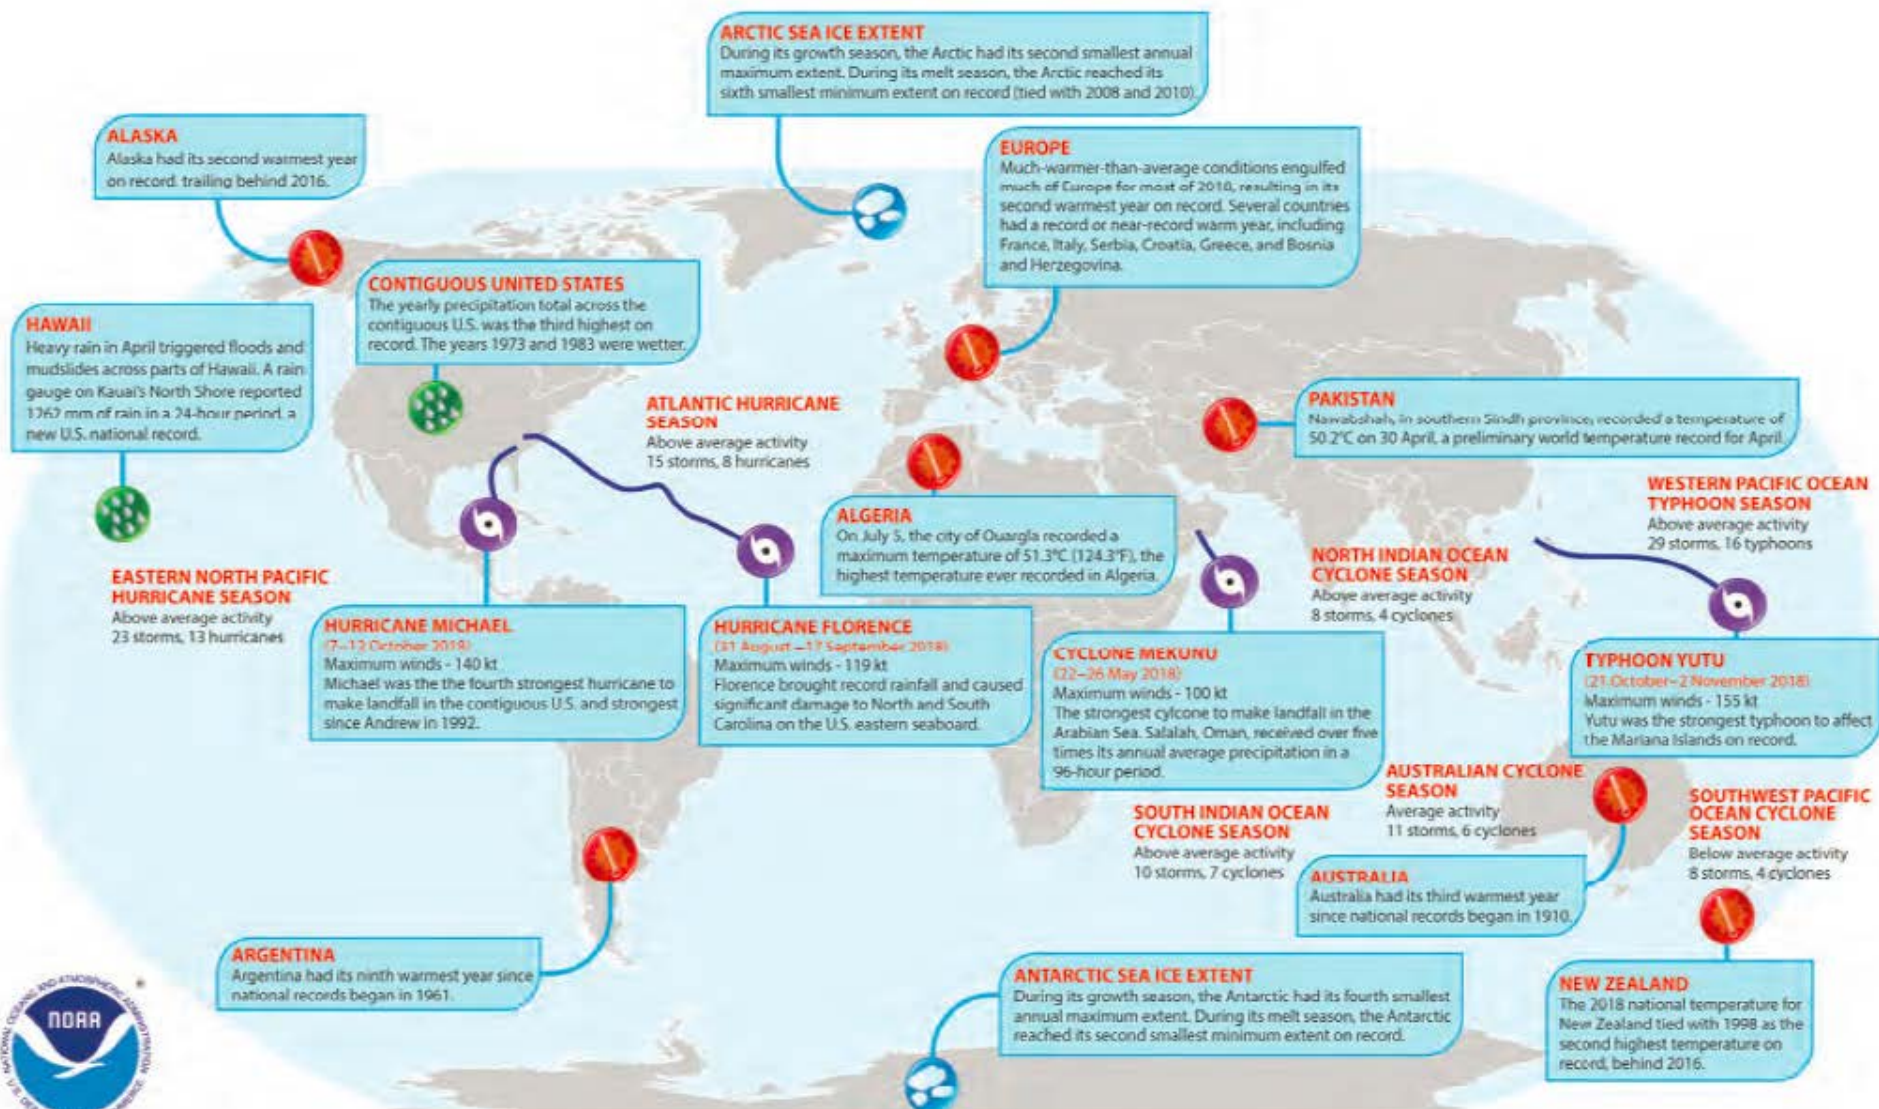 ARCTIC SEA ICE EXTENT
During its growth season, the Arctic had its second smallest annual
maximum extent. During its melt season, the Arctic reached its
sixth smallest minimum extent on record (tied with 2008 and 2010).
ALASKA
Alaska had its second warmest year
on record, trailing behind 2016.
EUROPE
Much-warmer-than-average conditions engulfed
much of Europe for most of 2018, resulting in its
second warmest year on record. Several countries
had a record or near-record warm year, including
France, Italy, Serbia, Croatia, Greece, and Bosnia
and Herzegovina.
CONTIGUOUS UNITED STATES
The yearly precipitation total across the
contiguous U.S. was the third highest on
record. The years 1973 and 1983 were wetter.
HAWAII
Heavy rain in April triggered floods and
mudslides across parts of Hawaii. A rain
gauge on Kauai's North Shore reported
1262 mm of rain in a 24-hour period, a
new U.S. national record.
ATLANTIC HURRICANE
SEASON
Above average activity
15 storms, 8 hurricanes
PAKISTAN
Nawabshah, in southern Sindh province, recorded a temperature of
50.2°C on 30 April, a preliminary world temperature record for April.
WESTERN PACIFIC OCEAN
TYPHOON SEASON
Above average activity
29 storms, 16 typhoons
ALGERIA
On July 5, the city of Ouargla recorded a
maximum temperature of 51.3°C (124.3°F), the
highest temperature ever recorded in Algeria.
NORTH INDIAN OCEAN
CYCLONE SEASON
Above average activity
8 storms, 4 cyclones
EASTERN NORTH PACIFIC
HURRICANE SEASON
Above average activity
23 storms, 13 hurricanes
HURRICANE MICHAEL
October 2018)
Maximum winds - 140 kt
Michael was the the fourth strongest hurricane to
make landfall in the contiguous U.S. and strongest
since Andrew in 1992.
HURRICANE FLORENCE
(31 August –17 September 2018)
Maximum winds - 119 kt
Florence brought record rainfall and caused
significant damage to North and South
Carolina on the U.S. eastern seaboard.
CYCLONE MEKUNU
(22–26 May 2018)
Maximum winds - 100 kt
The strongest cylcone to make landfall in the
Arabian Sea. Salalah, Oman, received over five
times its annual average precipitation in a
96-hour period.
TYPHOON YUTU
(21 October–2 November 2018)
Maximum winds - 155 kt
Yutu was the strongest typhoon to affect
the Mariana Islands on record.
AUSTRALIAN CYCLONE
SEASON
Average activity
11 storms, 6 cyclones
SOUTH INDIAN OCEAN
CYCLONE SEASON
Above average activity
10 storms, 7 cyclones
SOUTHWEST PACIFIC
OCEAN CYCLONE
SEASON
Below average activity
8 storms, 4 cyclones
AUSTRALIA
Australia had its third warmest year
since national records began in 1910.
ARGENTINA
Argentina had its ninth warmest year since
national records began in 1961.
ANTARCTIC SEA ICE EXTENT
During its growth season, the Antarctic had its fourth smallest
annual maximum extent. During its melt season, the Antarctic
reached its second smallest minimum extent on record.
NEW ZEALAND
The 2018 national temperature for
New Zealand tied with 1998 as the
second highest temperature on
record, behind 2016.
NATIONAL OCEANIC AND ATMOSPHERIC ADMINISTRATION
NOAA